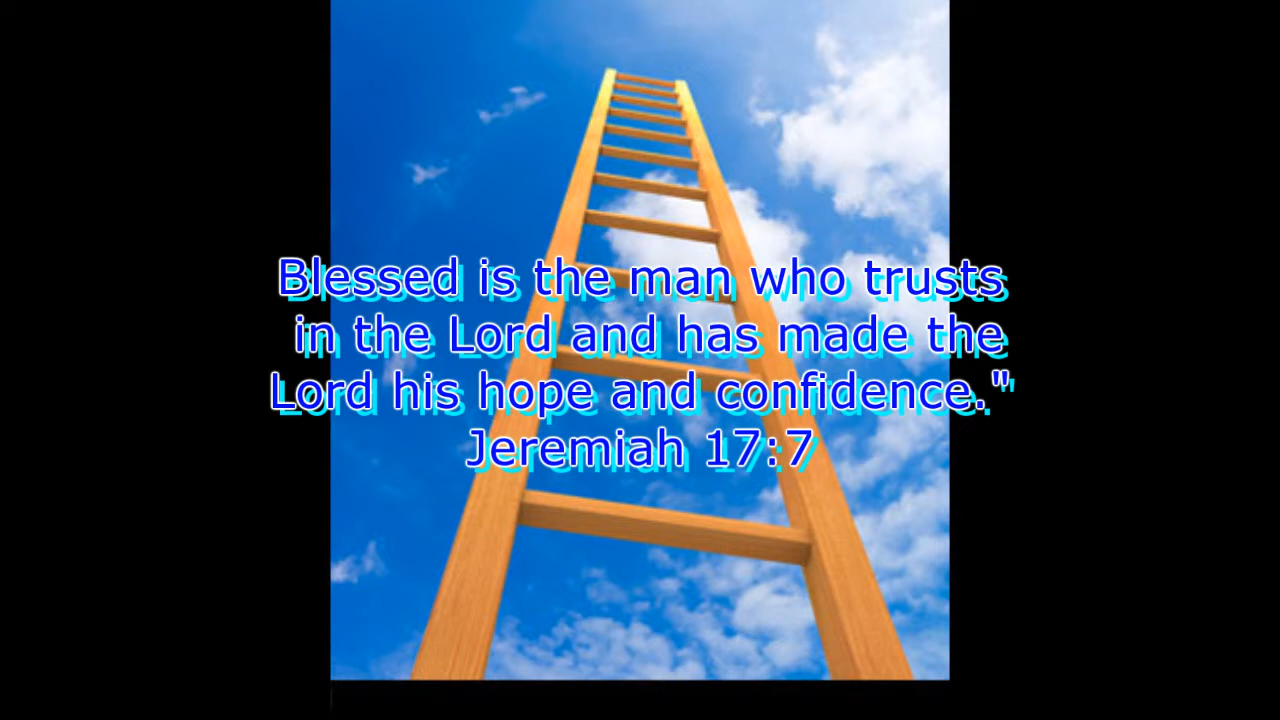 Blessed is the man who trusts
in the Lord and has made the
Lord his hope and confidence."
Jeremiah 17:7